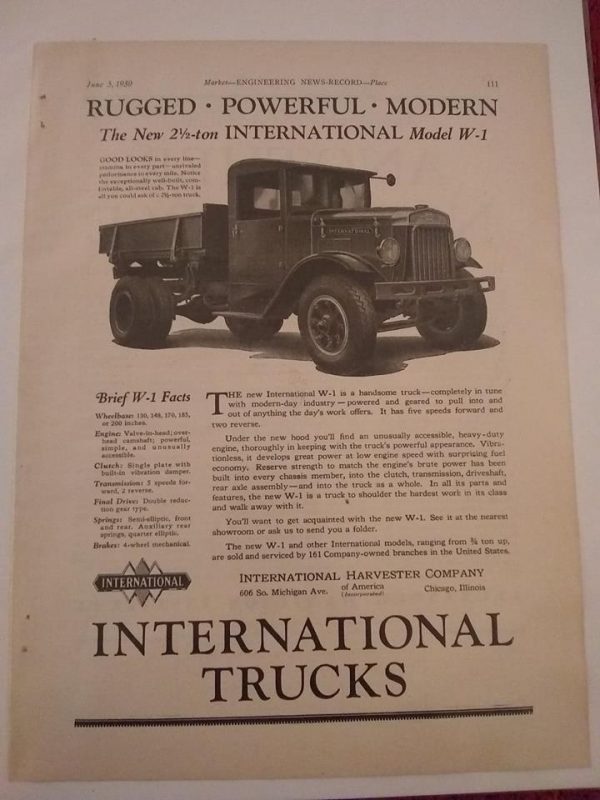 June 5, 1930
Market—ENGINEERING NEWS-RECORD—Place
111
RUGGED · POWERFUL · MODERN
The New 2½-ton INTERNATIONAL Model W-1
GOOD LOOKS in every line—
stamina in every part—unrivaled
performance in every mile. Notice
the exceptionally well-built, com-
fortable, all-steel cab. The W-1 is
all you could ask of a 2½-ton truck.
INTERNATIONAL
Brief W-1 Facts
Wheelbase: 130, 148, 170, 185,
or 200 inches.
Engine: Valve-in-head; over-
head camshaft; powerful,
simple, and unusually
accessible.
Clutch: Single plate with
built-in vibration damper.
Transmission: 5 speeds for-
ward, 2 reverse.
Final Drive: Double reduc-
tion gear type.
Springs: Semi-elliptic, front
and rear. Auxiliary rear
springs, quarter elliptic.
Brakes: 4-wheel mechanical.
THE new International W-1 is a handsome truck—completely in tune
with modern-day industry—powered and geared to pull into and
out of anything the day's work offers. It has five speeds forward and
two reverse.
Under the new hood you'll find an unusually accessible, heavy-duty
engine, thoroughly in keeping with the truck's powerful appearance. Vibra-
tionless, it develops great power at low engine speed with surprising fuel
economy. Reserve strength to match the engine's brute power has been
built into every chassis member, into the clutch, transmission, driveshaft,
rear axle assembly—and into the truck as a whole. In all its parts and
features, the new W-1 is a truck to shoulder the hardest work in its class
and walk away with it.
You'll want to get acquainted with the new W-1. See it at the nearest
showroom or ask us to send you a folder.
The new W-1 and other International models, ranging from ¾ ton up,
are sold and serviced by 161 Company-owned branches in the United States.
INTERNATIONAL
INTERNATIONAL HARVESTER COMPANY
606 So. Michigan Ave. of America (Incorporated) Chicago, Illinois
INTERNATIONAL
TRUCKS